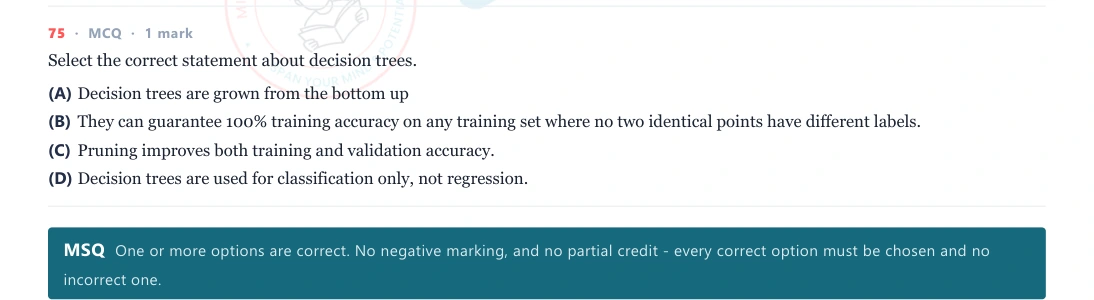 75 · MCQ · 1 mark
Select the correct statement about decision trees.
(A) Decision trees are grown from the bottom up
(B) They can guarantee 100% training accuracy on any training set where no two identical points have different labels.
(C) Pruning improves both training and validation accuracy.
(D) Decision trees are used for classification only, not regression.
MSQ One or more options are correct. No negative marking, and no partial credit - every correct option must be chosen and no
incorrect one.